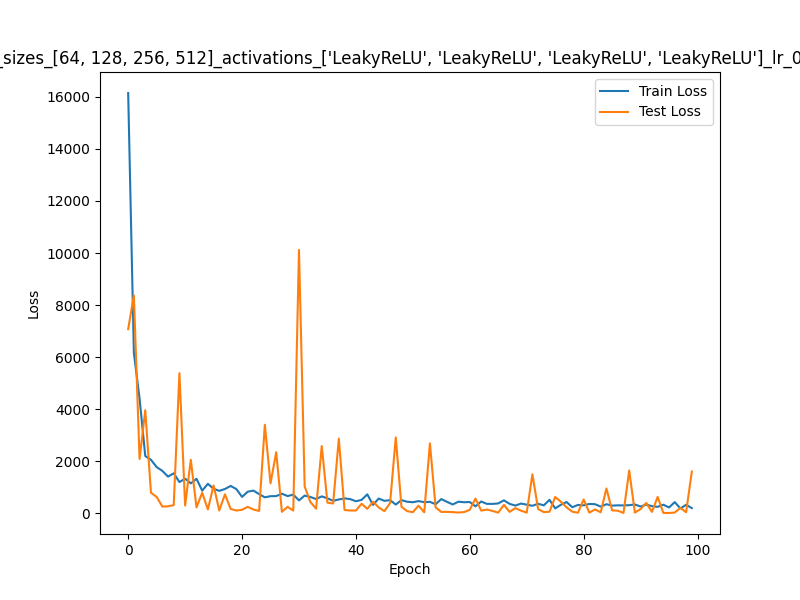 _sizes_[64, 128, 256, 512]_activations_['LeakyReLU', 'LeakyReLU', 'LeakyReLU', 'LeakyReLU']_lr_0
Train Loss
Test Loss
16000
14000
12000
10000
8000
6000
4000
2000
0
Loss
0 20 40 60 80 100
Epoch